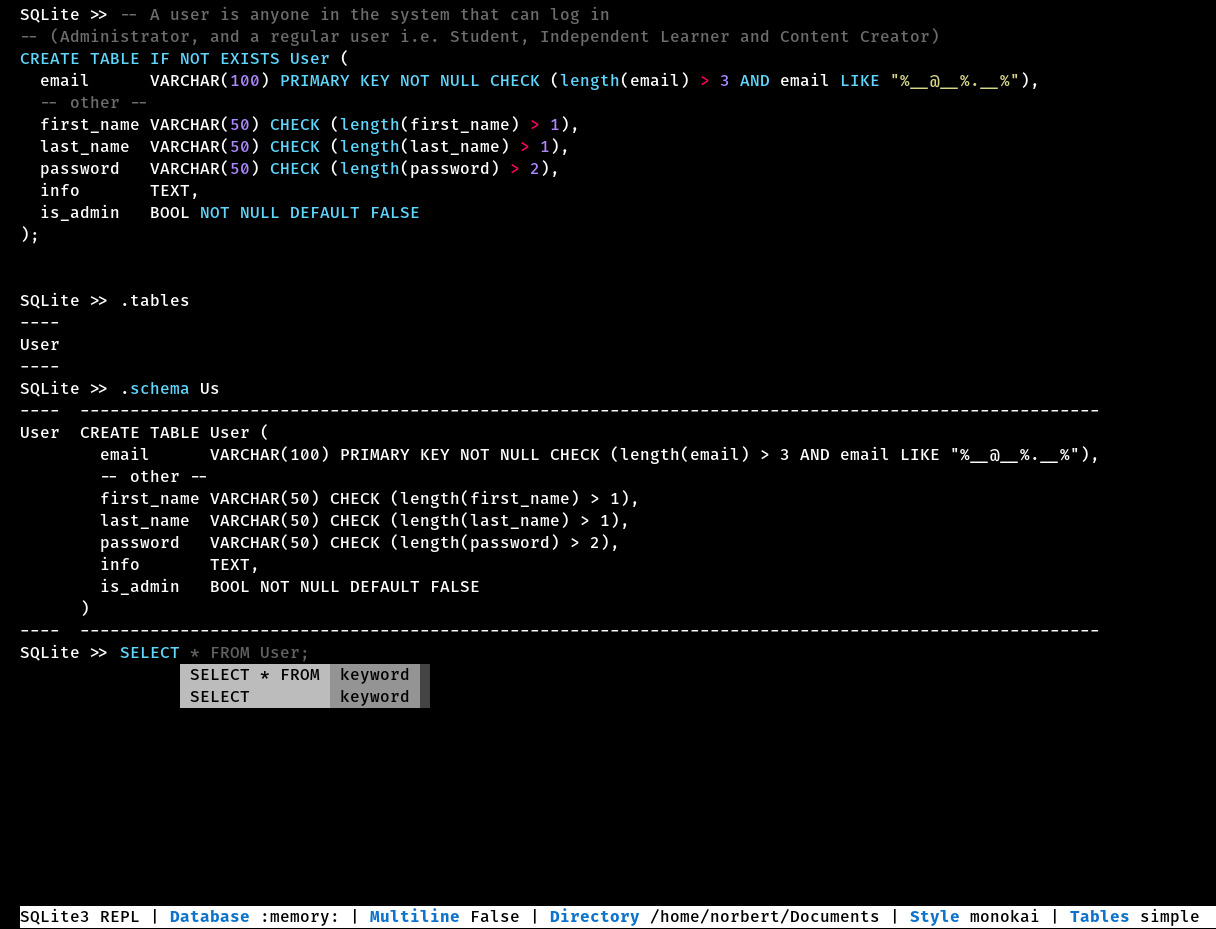 SQLite >> -- A user is anyone in the system that can log in
-- (Administrator, and a regular user i.e. Student, Independent Learner and Content Creator)
CREATE TABLE IF NOT EXISTS User (
  email      VARCHAR(100) PRIMARY KEY NOT NULL CHECK (length(email) > 3 AND email LIKE "%__@__%.__%"),
  -- other --
  first_name VARCHAR(50) CHECK (length(first_name) > 1),
  last_name  VARCHAR(50) CHECK (length(last_name) > 1),
  password   VARCHAR(50) CHECK (length(password) > 2),
  info       TEXT,
  is_admin   BOOL NOT NULL DEFAULT FALSE
);
SQLite >> .tables
----
User
----
SQLite >> .schema Us
----  ------------------------------------------------------------------------------------------------------
User  CREATE TABLE User (
        email      VARCHAR(100) PRIMARY KEY NOT NULL CHECK (length(email) > 3 AND email LIKE "%__@__%.__%"),
        -- other --
        first_name VARCHAR(50) CHECK (length(first_name) > 1),
        last_name  VARCHAR(50) CHECK (length(last_name) > 1),
        password   VARCHAR(50) CHECK (length(password) > 2),
        info       TEXT,
        is_admin   BOOL NOT NULL DEFAULT FALSE
      )
----  ------------------------------------------------------------------------------------------------------
SQLite >> SELECT * FROM User;
SELECT * FROM  keyword
SELECT         keyword
SQLite3 REPL | Database :memory: | Multiline False | Directory /home/norbert/Documents | Style monokai | Tables simple